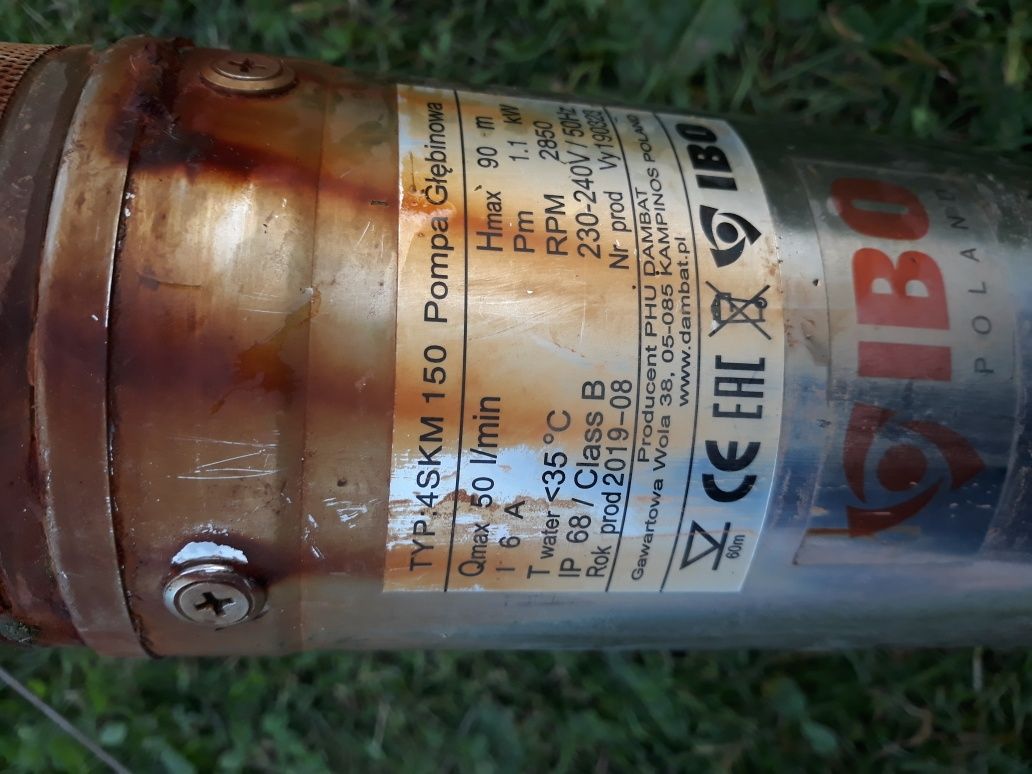 TYP: 4SKM 150 Pompa Głębinowa
Qmax 50 l/min Hmax 90 m
I 6 A Pm 1.1 kW
T water <35°C RPM 2850
IP 68 / Class B 230-240V / 50Hz
Rok prod 2019-08 Nr prod
Producent PHU DAMBAT
Gawartowa Wola 38, 05-085 KAMPINOS POLAND
www.dambat.pl
60m CE EAC IBO
IBO
POLAND